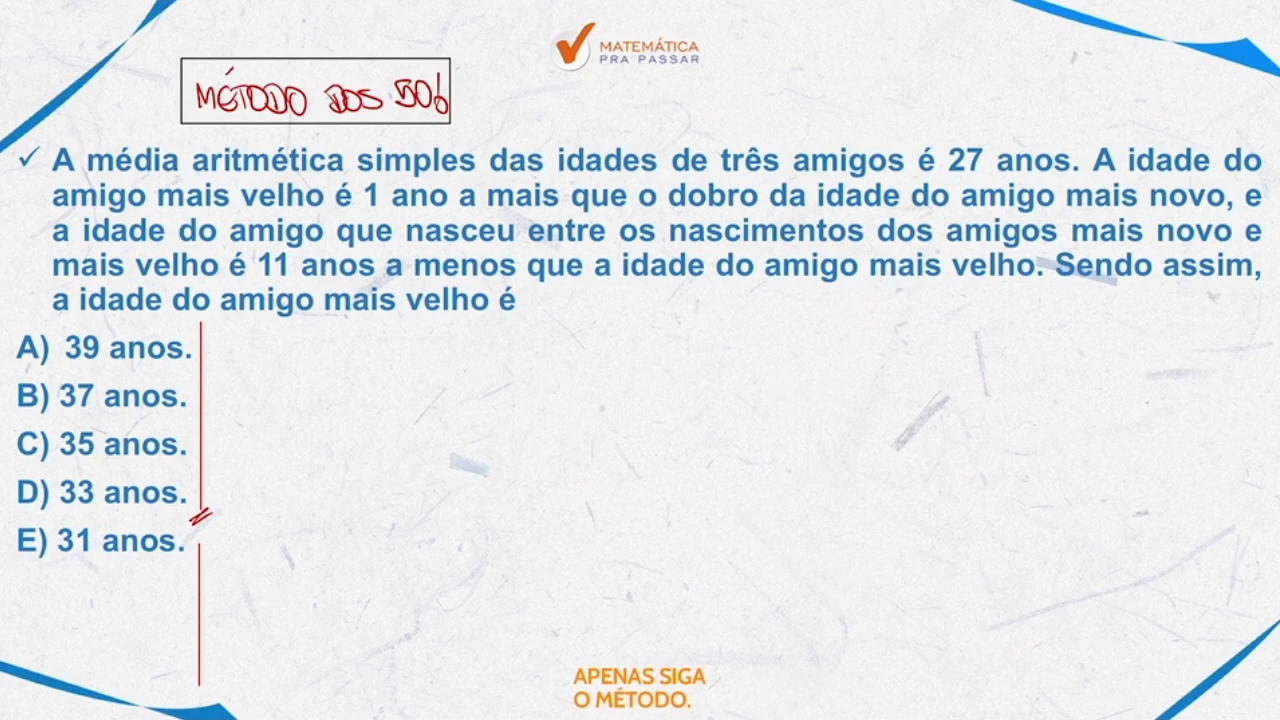 MATEMÁTICA
PRA PASSAR
MÉTODO DOS 50!
✓ A média aritmética simples das idades de três amigos é 27 anos. A idade do
amigo mais velho é 1 ano a mais que o dobro da idade do amigo mais novo, e
a idade do amigo que nasceu entre os nascimentos dos amigos mais novo e
mais velho é 11 anos a menos que a idade do amigo mais velho. Sendo assim,
a idade do amigo mais velho é
A) 39 anos.
B) 37 anos.
C) 35 anos.
D) 33 anos.
E) 31 anos.
APENAS SIGA
O MÉTODO.